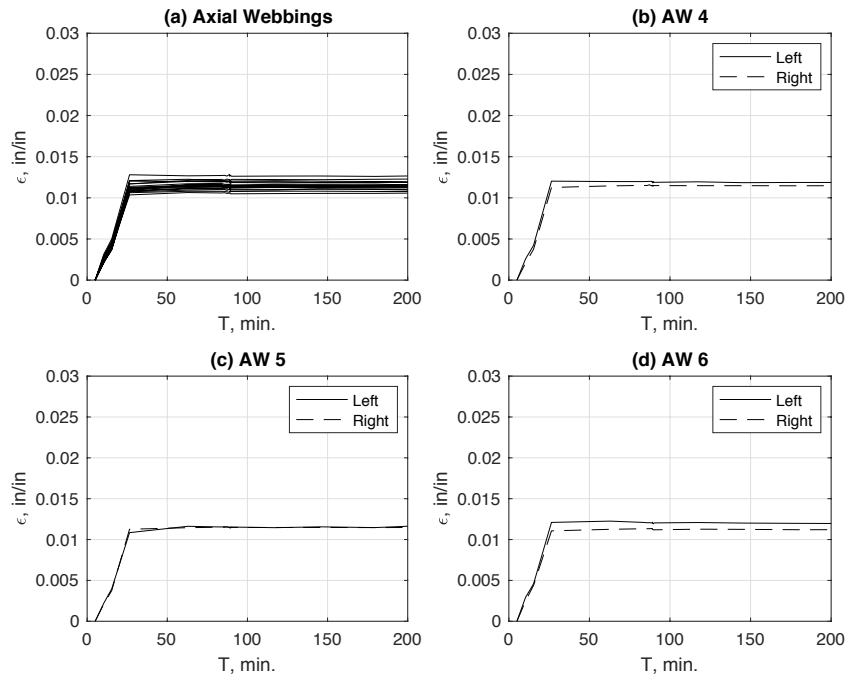 (a) Axial Webbings
0.03
0.025
0.02
0.015
0.01
0.005
0
ϵ, in/in
0 50 100 150 200
T, min.
(b) AW 4
Left
Right
0.03
0.025
0.02
0.015
0.01
0.005
0
ϵ, in/in
0 50 100 150 200
T, min.
(c) AW 5
Left
Right
0.03
0.025
0.02
0.015
0.01
0.005
0
ϵ, in/in
0 50 100 150 200
T, min.
(d) AW 6
Left
Right
0.03
0.025
0.02
0.015
0.01
0.005
0
ϵ, in/in
0 50 100 150 200
T, min.